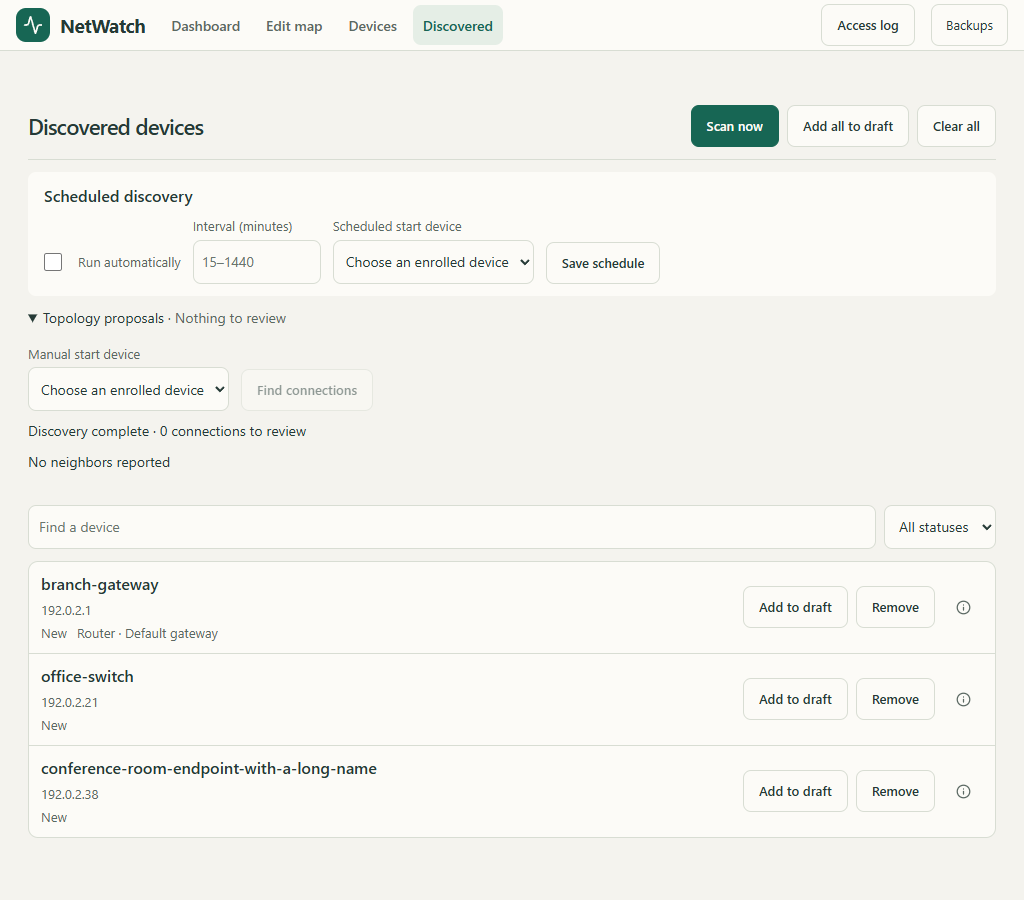 NetWatch Dashboard Edit map Devices Discovered Access log Backups
Discovered devices Scan now Add all to draft Clear all
Scheduled discovery
Interval (minutes) Scheduled start device
Run automatically 15–1440 Choose an enrolled device Save schedule
Topology proposals · Nothing to review
Manual start device
Choose an enrolled device Find connections
Discovery complete · 0 connections to review
No neighbors reported
Find a device All statuses
branch-gateway
192.0.2.1
New Router · Default gateway
Add to draft Remove
office-switch
192.0.2.21
New
Add to draft Remove
conference-room-endpoint-with-a-long-name
192.0.2.38
New
Add to draft Remove